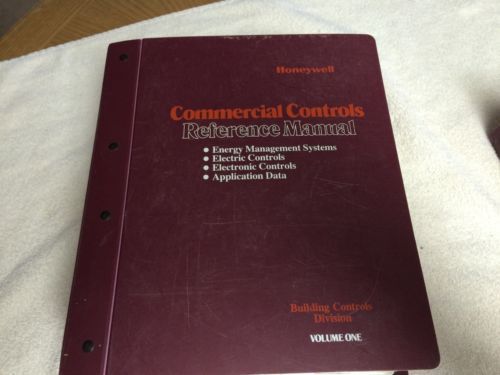 Honeywell
Commercial Controls
Reference Manual
• Energy Management Systems
• Electric Controls
• Electronic Controls
• Application Data
Building Controls
Division
VOLUME ONE